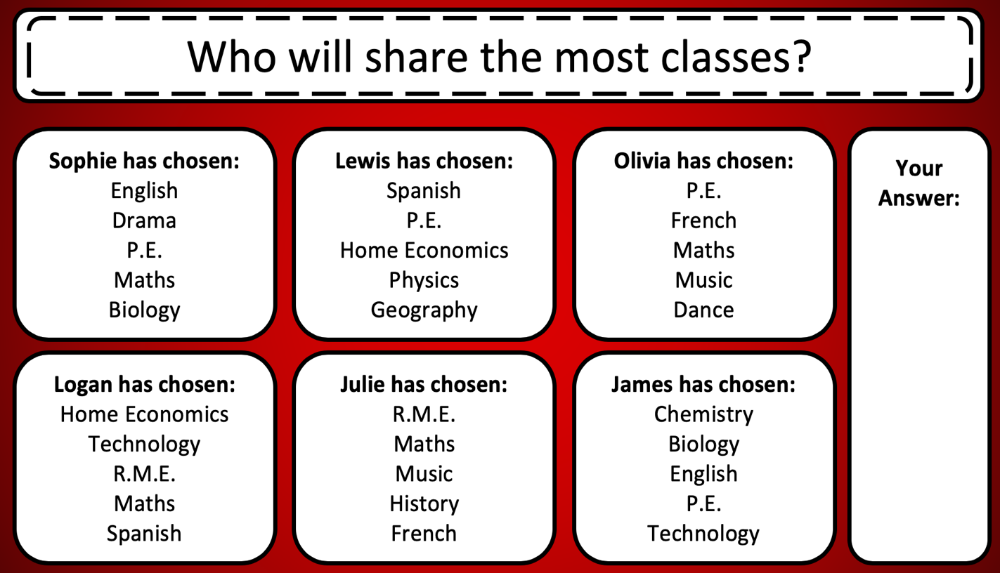 Who will share the most classes?
Sophie has chosen:
English
Drama
P.E.
Maths
Biology
Lewis has chosen:
Spanish
P.E.
Home Economics
Physics
Geography
Olivia has chosen:
P.E.
French
Maths
Music
Dance
Your
Answer:
Logan has chosen:
Home Economics
Technology
R.M.E.
Maths
Spanish
Julie has chosen:
R.M.E.
Maths
Music
History
French
James has chosen:
Chemistry
Biology
English
P.E.
Technology